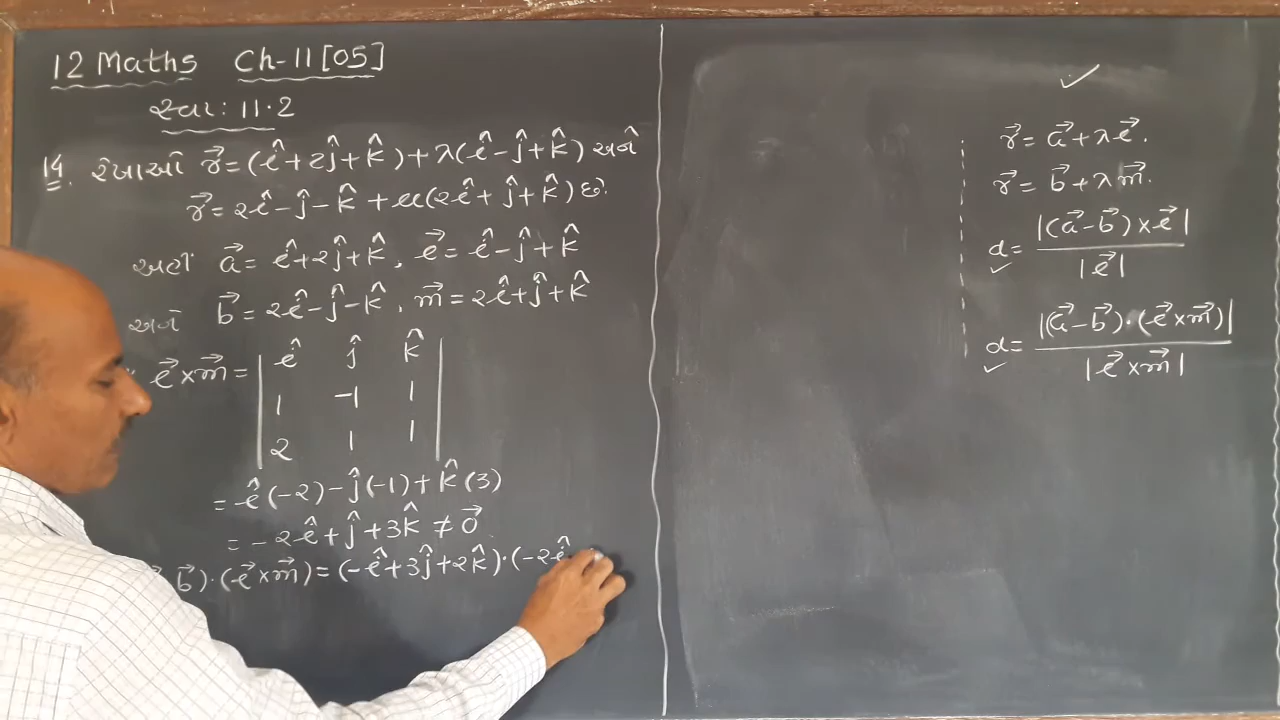 12 Maths Ch-11 [05]
સ્વા: 11.2
14. રેખાઓ r⃗ = (î+2ĵ+k̂)+λ(î-ĵ+k̂) અને
r⃗ = 2î-ĵ-k̂+μ(2î+ĵ+k̂) છે.
અહીં a⃗ = î+2ĵ+k̂, l⃗ = î-ĵ+k̂
અને b⃗ = 2î-ĵ-k̂, m⃗ = 2î+ĵ+k̂
l⃗×m⃗ = | î ĵ k̂ |
| 1 -1 1 |
| 2 1 1 |
= î(-2)-ĵ(-1)+k̂(3)
= -2î+ĵ+3k̂ ≠ 0⃗
b⃗)·(l⃗×m⃗) = (-î+3ĵ+2k̂)·(-2î
✓
r⃗ = a⃗+λl⃗.
r⃗ = b⃗+λm⃗.
d = |(a⃗-b⃗)×l⃗| / |l⃗|
✓
d = |(a⃗-b⃗)·(l⃗×m⃗)| / |l⃗×m⃗|
✓